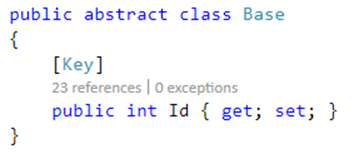 public abstract class Base
{
[Key]
23 references | 0 exceptions
public int Id { get; set; }
}